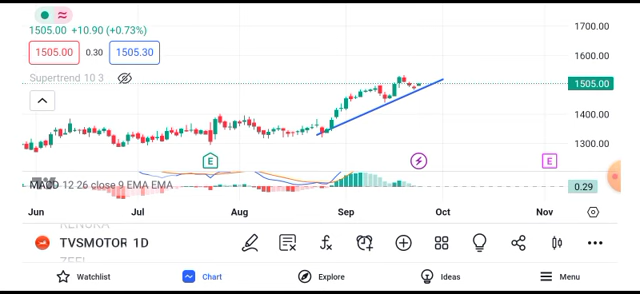 1505.00 +10.90 (+0.73%)
1505.00 0.30 1505.30
Supertrend 10 3
1700.00
1600.00
1505.00
1400.00
1300.00
E
E
MACD 12 26 close 9 EMA EMA
0.29
Jun Jul Aug Sep Oct Nov
TVSMOTOR 1D
Watchlist Chart Explore Ideas Menu